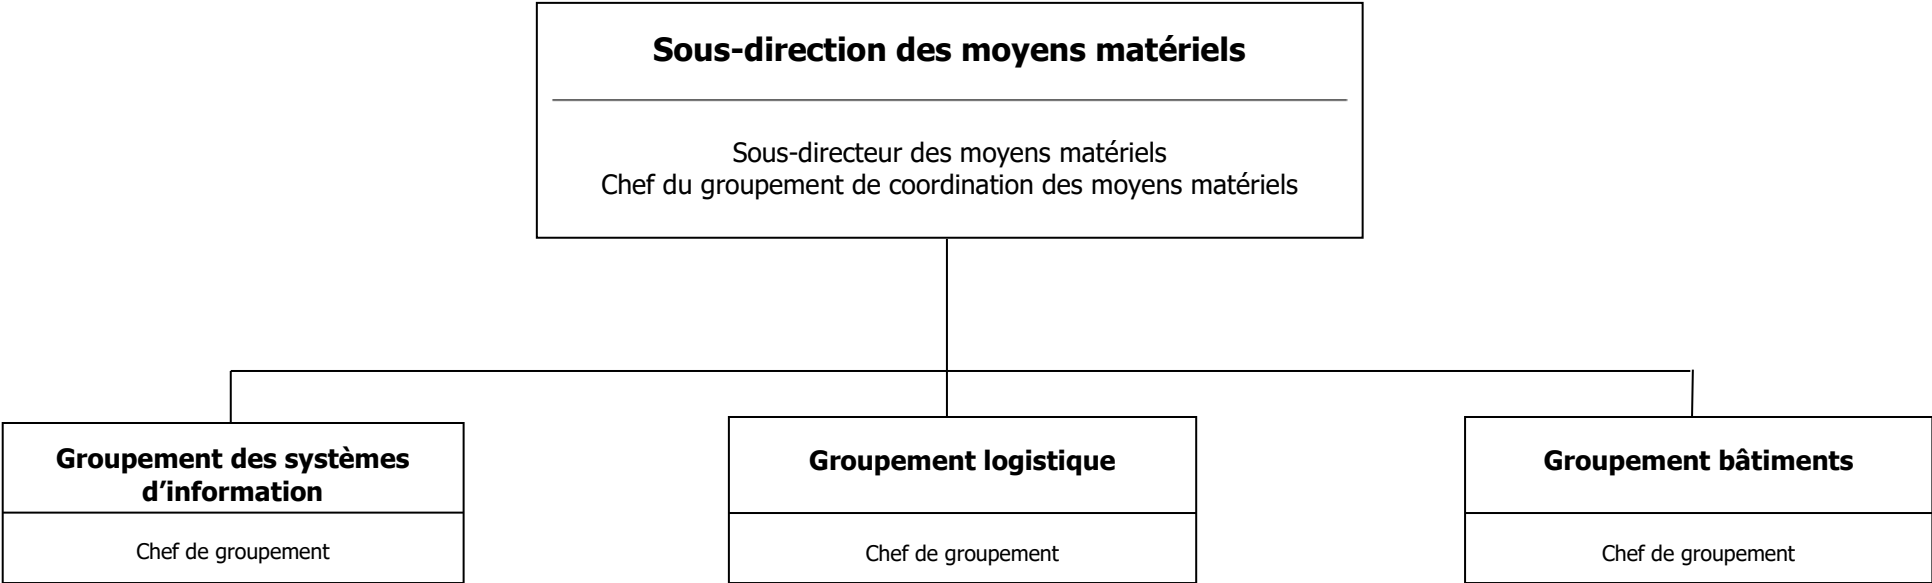 Sous-direction des moyens matériels
Sous-directeur des moyens matériels
Chef du groupement de coordination des moyens matériels
Groupement des systèmes
d’information
Chef de groupement
Groupement logistique
Chef de groupement
Groupement bâtiments
Chef de groupement